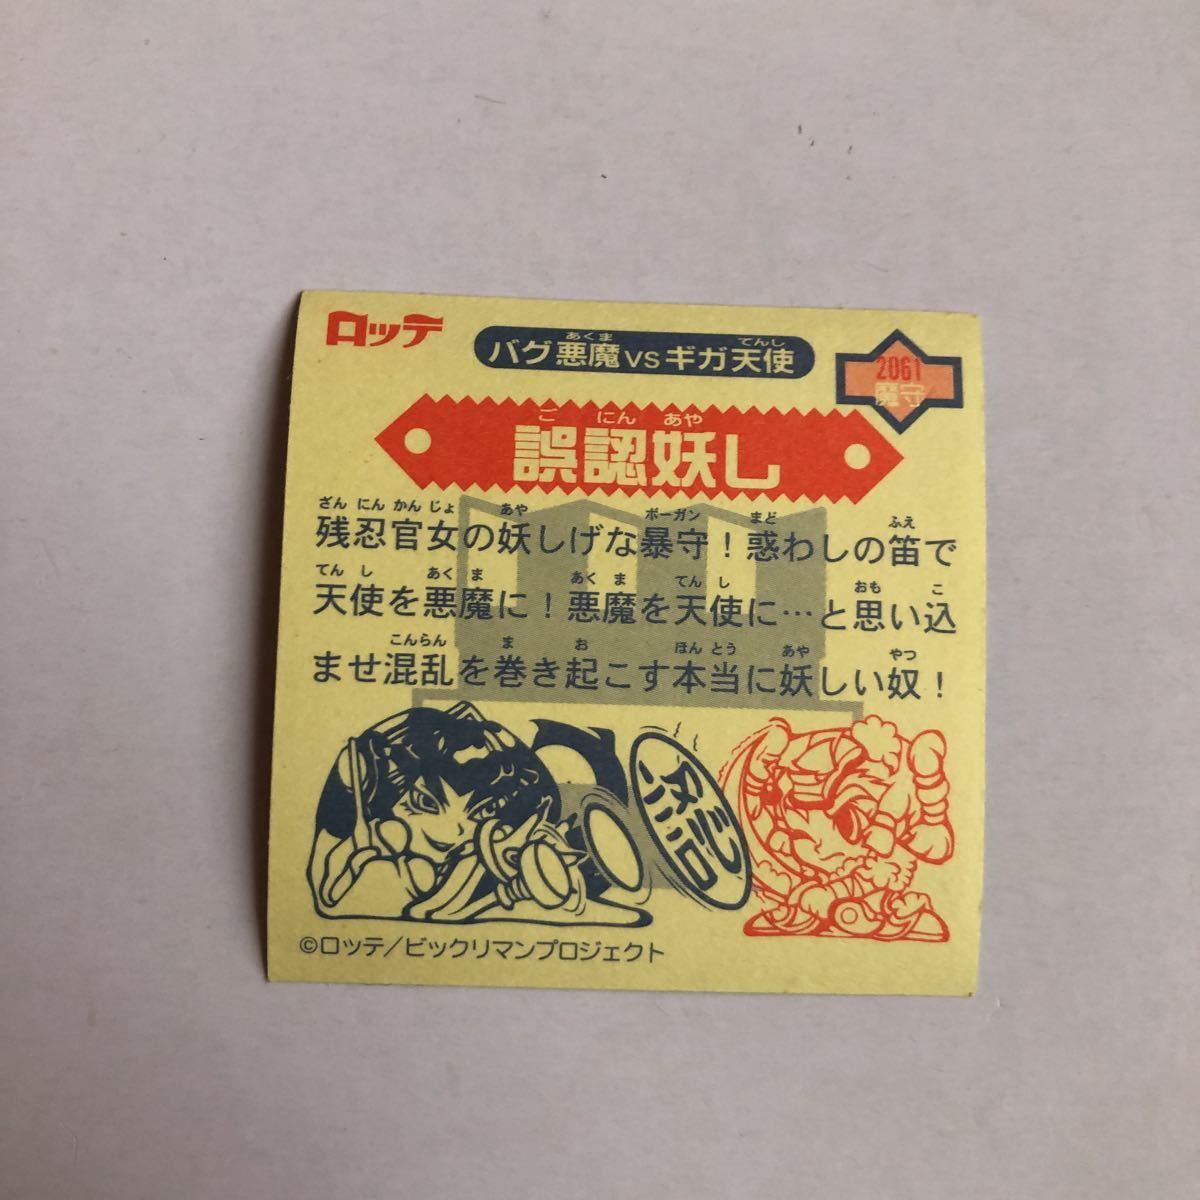 ロッテ
あくま てんし
バグ悪魔vsギガ天使
2061
魔守
ご にん あや
誤認妖し
ざん にん かん じょ あや ボーガン まど ふえ
残忍官女の妖しげな暴守！惑わしの笛で
てん し あく ま あく ま てん し おも こ
天使を悪魔に！悪魔を天使に…と思い込
こんらん ま お ほん とう あや やつ
ませ混乱を巻き起こす本当に妖しい奴！
©ロッテ/ビックリマンプロジェクト